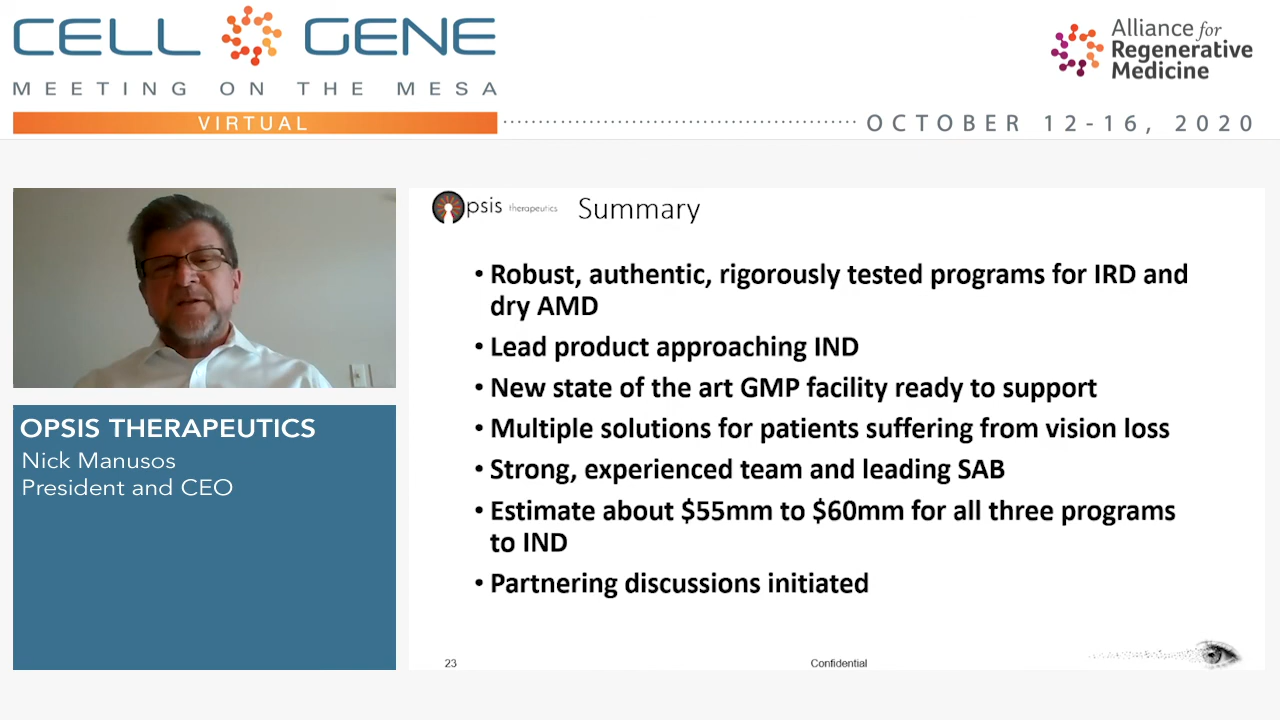 CELL GENE
MEETING ON THE MESA
VIRTUAL
Alliance for
Regenerative
Medicine
OCTOBER 12-16, 2020
OPSIS THERAPEUTICS
Nick Manusos
President and CEO
Opsis therapeutics
Summary
• Robust, authentic, rigorously tested programs for IRD and
dry AMD
• Lead product approaching IND
• New state of the art GMP facility ready to support
• Multiple solutions for patients suffering from vision loss
• Strong, experienced team and leading SAB
• Estimate about $55mm to $60mm for all three programs
to IND
• Partnering discussions initiated
23
Confidential